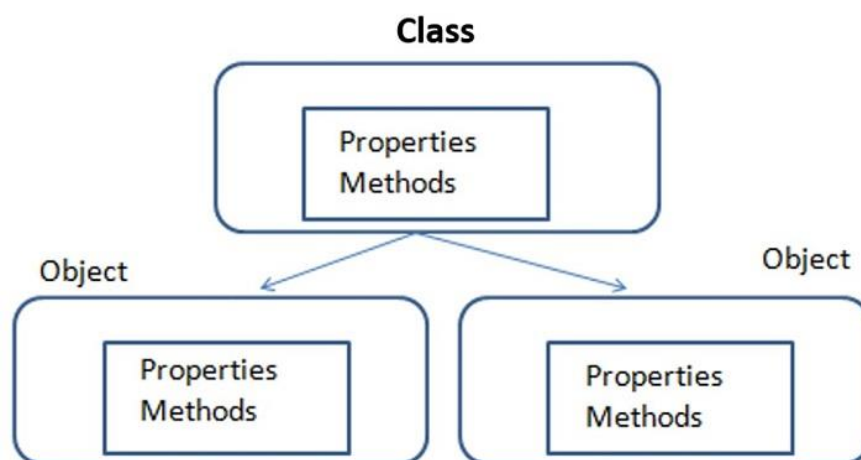 Class
Properties
Methods
Object
Object
Properties
Methods
Properties
Methods